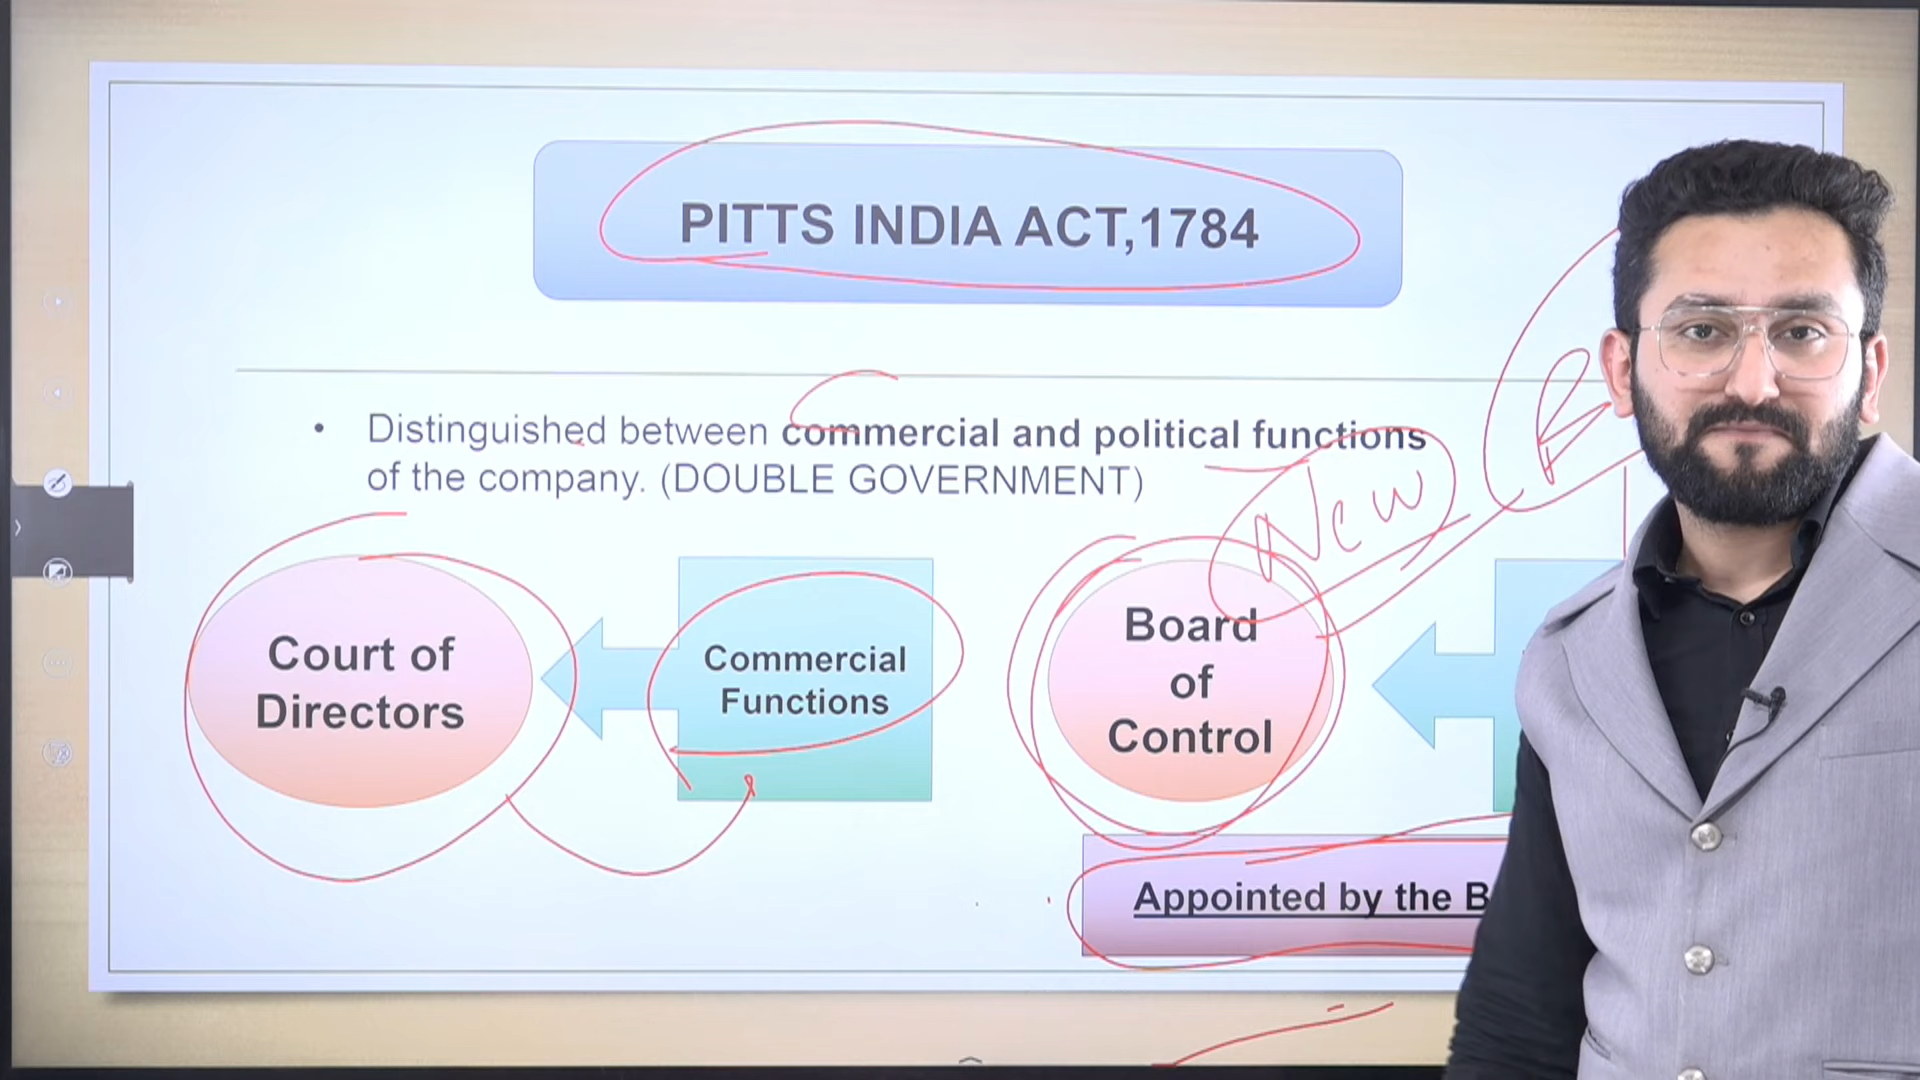 PITTS INDIA ACT,1784
• Distinguished between commercial and political functions
of the company. (DOUBLE GOVERNMENT)
New
B
Court of
Directors
Commercial
Functions
Board
of
Control
Appointed by the B